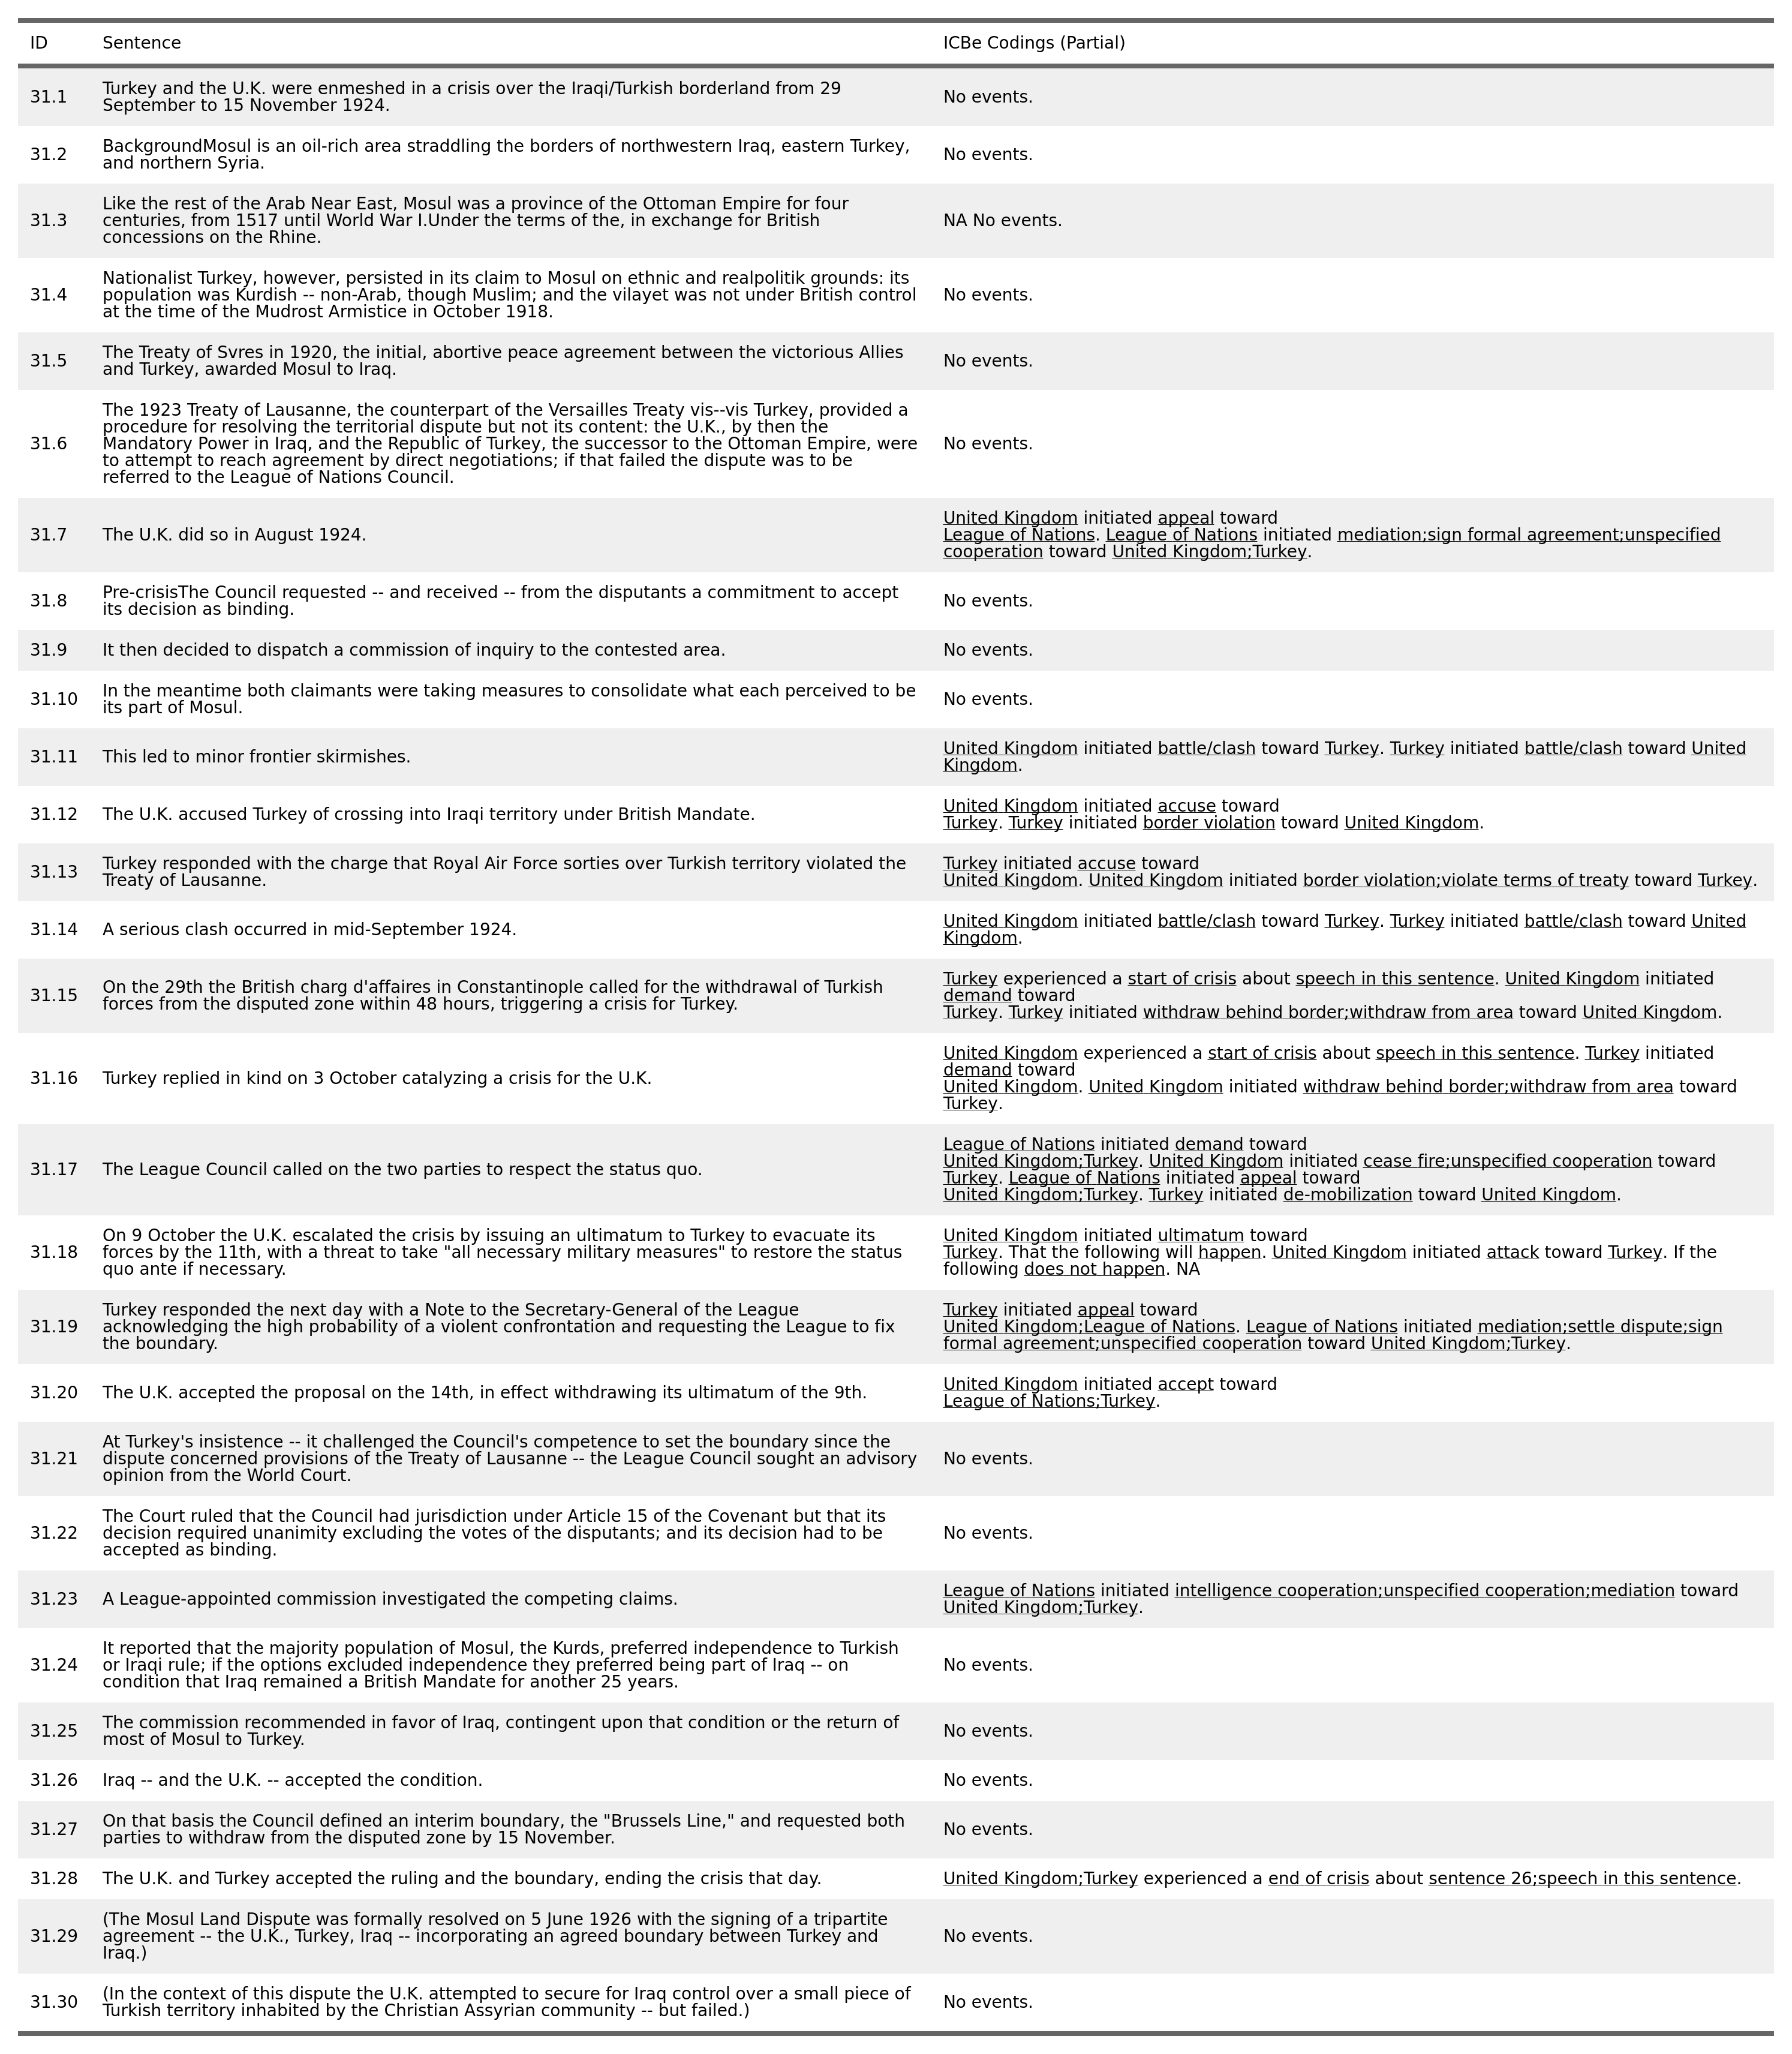 ID Sentence ICBe Codings (Partial)
31.1 Turkey and the U.K. were enmeshed in a crisis over the Iraqi/Turkish borderland from 29
September to 15 November 1924.
No events.
31.2 BackgroundMosul is an oil-rich area straddling the borders of northwestern Iraq, eastern Turkey,
and northern Syria.
No events.
31.3 Like the rest of the Arab Near East, Mosul was a province of the Ottoman Empire for four
centuries, from 1517 until World War I.Under the terms of the, in exchange for British
concessions on the Rhine.
NA No events.
31.4 Nationalist Turkey, however, persisted in its claim to Mosul on ethnic and realpolitik grounds: its
population was Kurdish -- non-Arab, though Muslim; and the vilayet was not under British control
at the time of the Mudrost Armistice in October 1918.
No events.
31.5 The Treaty of Svres in 1920, the initial, abortive peace agreement between the victorious Allies
and Turkey, awarded Mosul to Iraq.
No events.
31.6 The 1923 Treaty of Lausanne, the counterpart of the Versailles Treaty vis--vis Turkey, provided a
procedure for resolving the territorial dispute but not its content: the U.K., by then the
Mandatory Power in Iraq, and the Republic of Turkey, the successor to the Ottoman Empire, were
to attempt to reach agreement by direct negotiations; if that failed the dispute was to be
referred to the League of Nations Council.
No events.
31.7 The U.K. did so in August 1924.
United Kingdom initiated appeal toward
League of Nations. League of Nations initiated mediation;sign formal agreement;unspecified
cooperation toward United Kingdom;Turkey.
31.8 Pre-crisisThe Council requested -- and received -- from the disputants a commitment to accept
its decision as binding.
No events.
31.9 It then decided to dispatch a commission of inquiry to the contested area.
No events.
31.10 In the meantime both claimants were taking measures to consolidate what each perceived to be
its part of Mosul.
No events.
31.11 This led to minor frontier skirmishes.
United Kingdom initiated battle/clash toward Turkey. Turkey initiated battle/clash toward United
Kingdom.
31.12 The U.K. accused Turkey of crossing into Iraqi territory under British Mandate.
United Kingdom initiated accuse toward
Turkey. Turkey initiated border violation toward United Kingdom.
31.13 Turkey responded with the charge that Royal Air Force sorties over Turkish territory violated the
Treaty of Lausanne.
Turkey initiated accuse toward
United Kingdom. United Kingdom initiated border violation;violate terms of treaty toward Turkey.
31.14 A serious clash occurred in mid-September 1924.
United Kingdom initiated battle/clash toward Turkey. Turkey initiated battle/clash toward United
Kingdom.
31.15 On the 29th the British charg d'affaires in Constantinople called for the withdrawal of Turkish
forces from the disputed zone within 48 hours, triggering a crisis for Turkey.
Turkey experienced a start of crisis about speech in this sentence. United Kingdom initiated
demand toward
Turkey. Turkey initiated withdraw behind border;withdraw from area toward United Kingdom.
31.16 Turkey replied in kind on 3 October catalyzing a crisis for the U.K.
United Kingdom experienced a start of crisis about speech in this sentence. Turkey initiated
demand toward
United Kingdom. United Kingdom initiated withdraw behind border;withdraw from area toward
Turkey.
31.17 The League Council called on the two parties to respect the status quo.
League of Nations initiated demand toward
United Kingdom;Turkey. United Kingdom initiated cease fire;unspecified cooperation toward
Turkey. League of Nations initiated appeal toward
United Kingdom;Turkey. Turkey initiated de-mobilization toward United Kingdom.
31.18 On 9 October the U.K. escalated the crisis by issuing an ultimatum to Turkey to evacuate its
forces by the 11th, with a threat to take "all necessary military measures" to restore the status
quo ante if necessary.
United Kingdom initiated ultimatum toward
Turkey. That the following will happen. United Kingdom initiated attack toward Turkey. If the
following does not happen. NA
31.19 Turkey responded the next day with a Note to the Secretary-General of the League
acknowledging the high probability of a violent confrontation and requesting the League to fix
the boundary.
Turkey initiated appeal toward
United Kingdom;League of Nations. League of Nations initiated mediation;settle dispute;sign
formal agreement;unspecified cooperation toward United Kingdom;Turkey.
31.20 The U.K. accepted the proposal on the 14th, in effect withdrawing its ultimatum of the 9th.
United Kingdom initiated accept toward
League of Nations;Turkey.
31.21 At Turkey's insistence -- it challenged the Council's competence to set the boundary since the
dispute concerned provisions of the Treaty of Lausanne -- the League Council sought an advisory
opinion from the World Court.
No events.
31.22 The Court ruled that the Council had jurisdiction under Article 15 of the Covenant but that its
decision required unanimity excluding the votes of the disputants; and its decision had to be
accepted as binding.
No events.
31.23 A League-appointed commission investigated the competing claims.
League of Nations initiated intelligence cooperation;unspecified cooperation;mediation toward
United Kingdom;Turkey.
31.24 It reported that the majority population of Mosul, the Kurds, preferred independence to Turkish
or Iraqi rule; if the options excluded independence they preferred being part of Iraq -- on
condition that Iraq remained a British Mandate for another 25 years.
No events.
31.25 The commission recommended in favor of Iraq, contingent upon that condition or the return of
most of Mosul to Turkey.
No events.
31.26 Iraq -- and the U.K. -- accepted the condition.
No events.
31.27 On that basis the Council defined an interim boundary, the "Brussels Line," and requested both
parties to withdraw from the disputed zone by 15 November.
No events.
31.28 The U.K. and Turkey accepted the ruling and the boundary, ending the crisis that day.
United Kingdom;Turkey experienced a end of crisis about sentence 26;speech in this sentence.
31.29 (The Mosul Land Dispute was formally resolved on 5 June 1926 with the signing of a tripartite
agreement -- the U.K., Turkey, Iraq -- incorporating an agreed boundary between Turkey and
Iraq.)
No events.
31.30 (In the context of this dispute the U.K. attempted to secure for Iraq control over a small piece of
Turkish territory inhabited by the Christian Assyrian community -- but failed.)
No events.